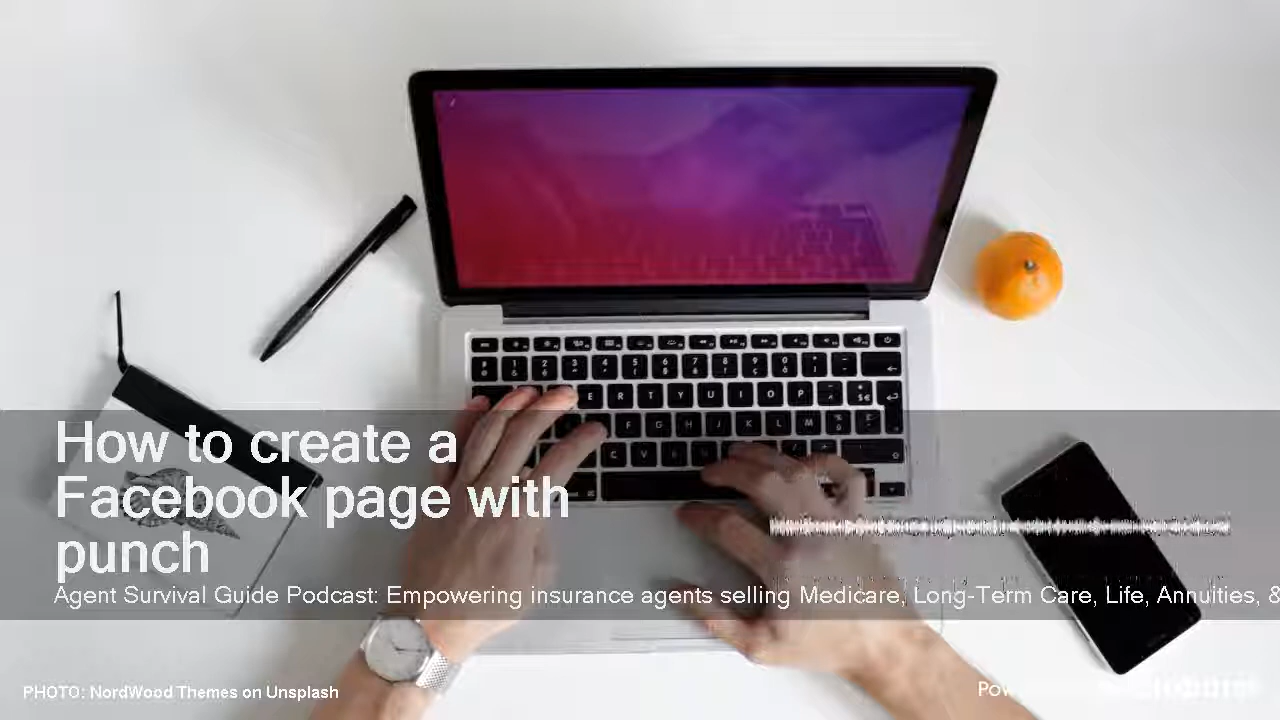 How to create a
Facebook page with
punch
Agent Survival Guide Podcast: Empowering insurance agents selling Medicare, Long-Term Care, Life, Annuities, &
PHOTO: NordWood Themes on Unsplash